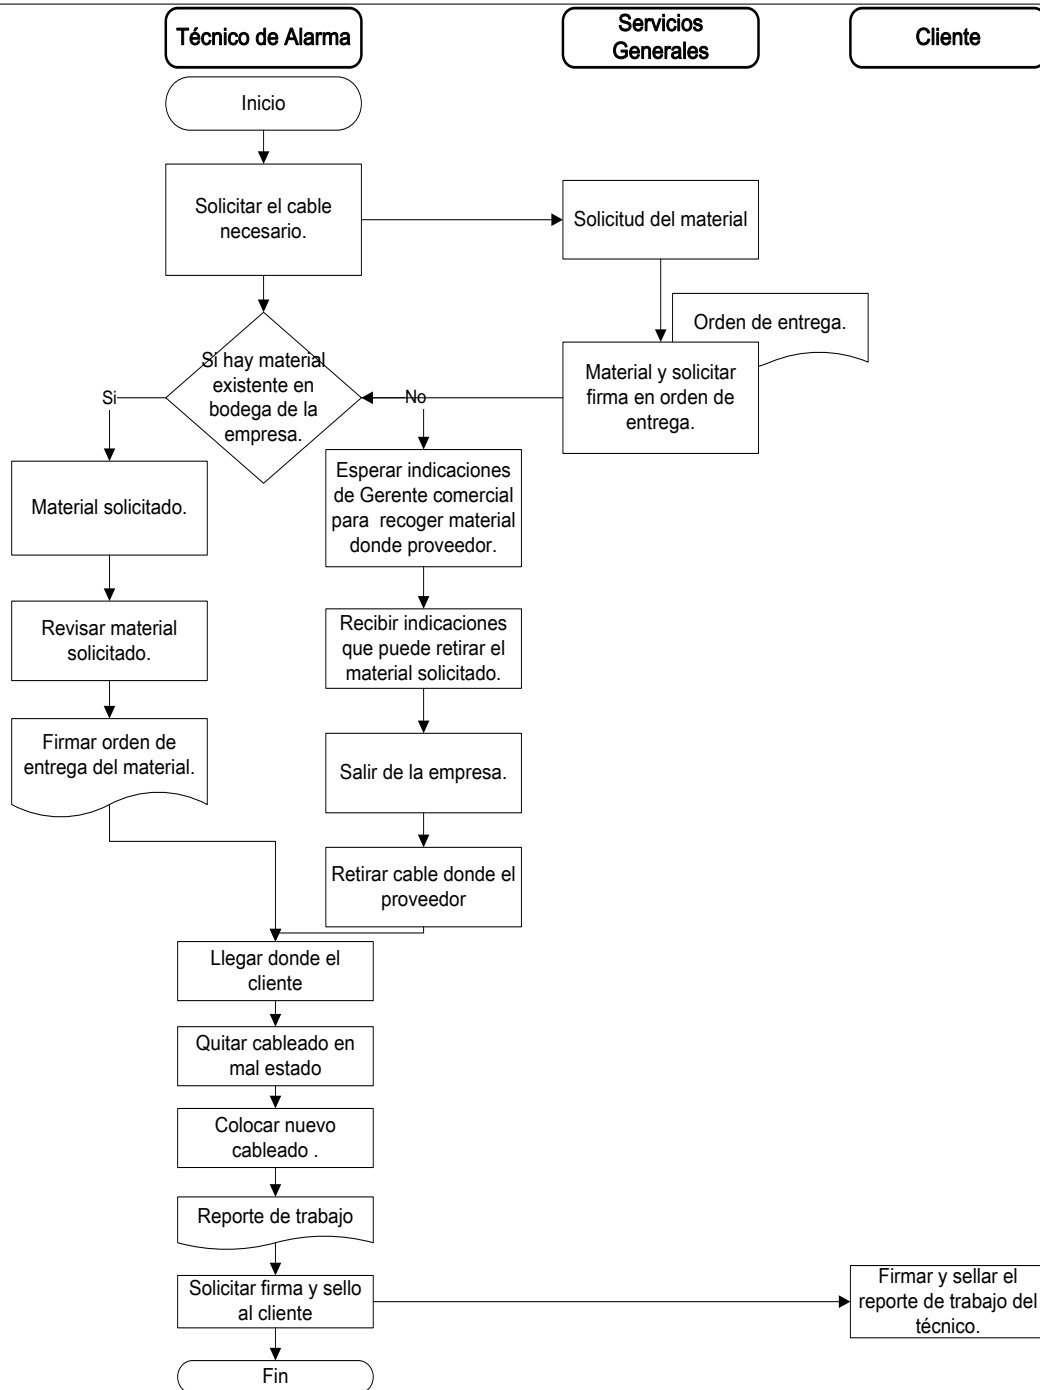 Técnico de Alarma
Servicios
Generales
Cliente
Inicio
Solicitar el cable
necesario.
Solicitud del material
Orden de entrega.
Si hay material
existente en
bodega de la
empresa.
Si
No
Material y solicitar
firma en orden de
entrega.
Material solicitado.
Esperar indicaciones
de Gerente comercial
para recoger material
donde proveedor.
Revisar material
solicitado.
Recibir indicaciones
que puede retirar el
material solicitado.
Firmar orden de
entrega del material.
Salir de la empresa.
Retirar cable donde el
proveedor
Llegar donde el
cliente
Quitar cableado en
mal estado
Colocar nuevo
cableado .
Reporte de trabajo
Solicitar firma y sello
al cliente
Firmar y sellar el
reporte de trabajo del
técnico.
Fin